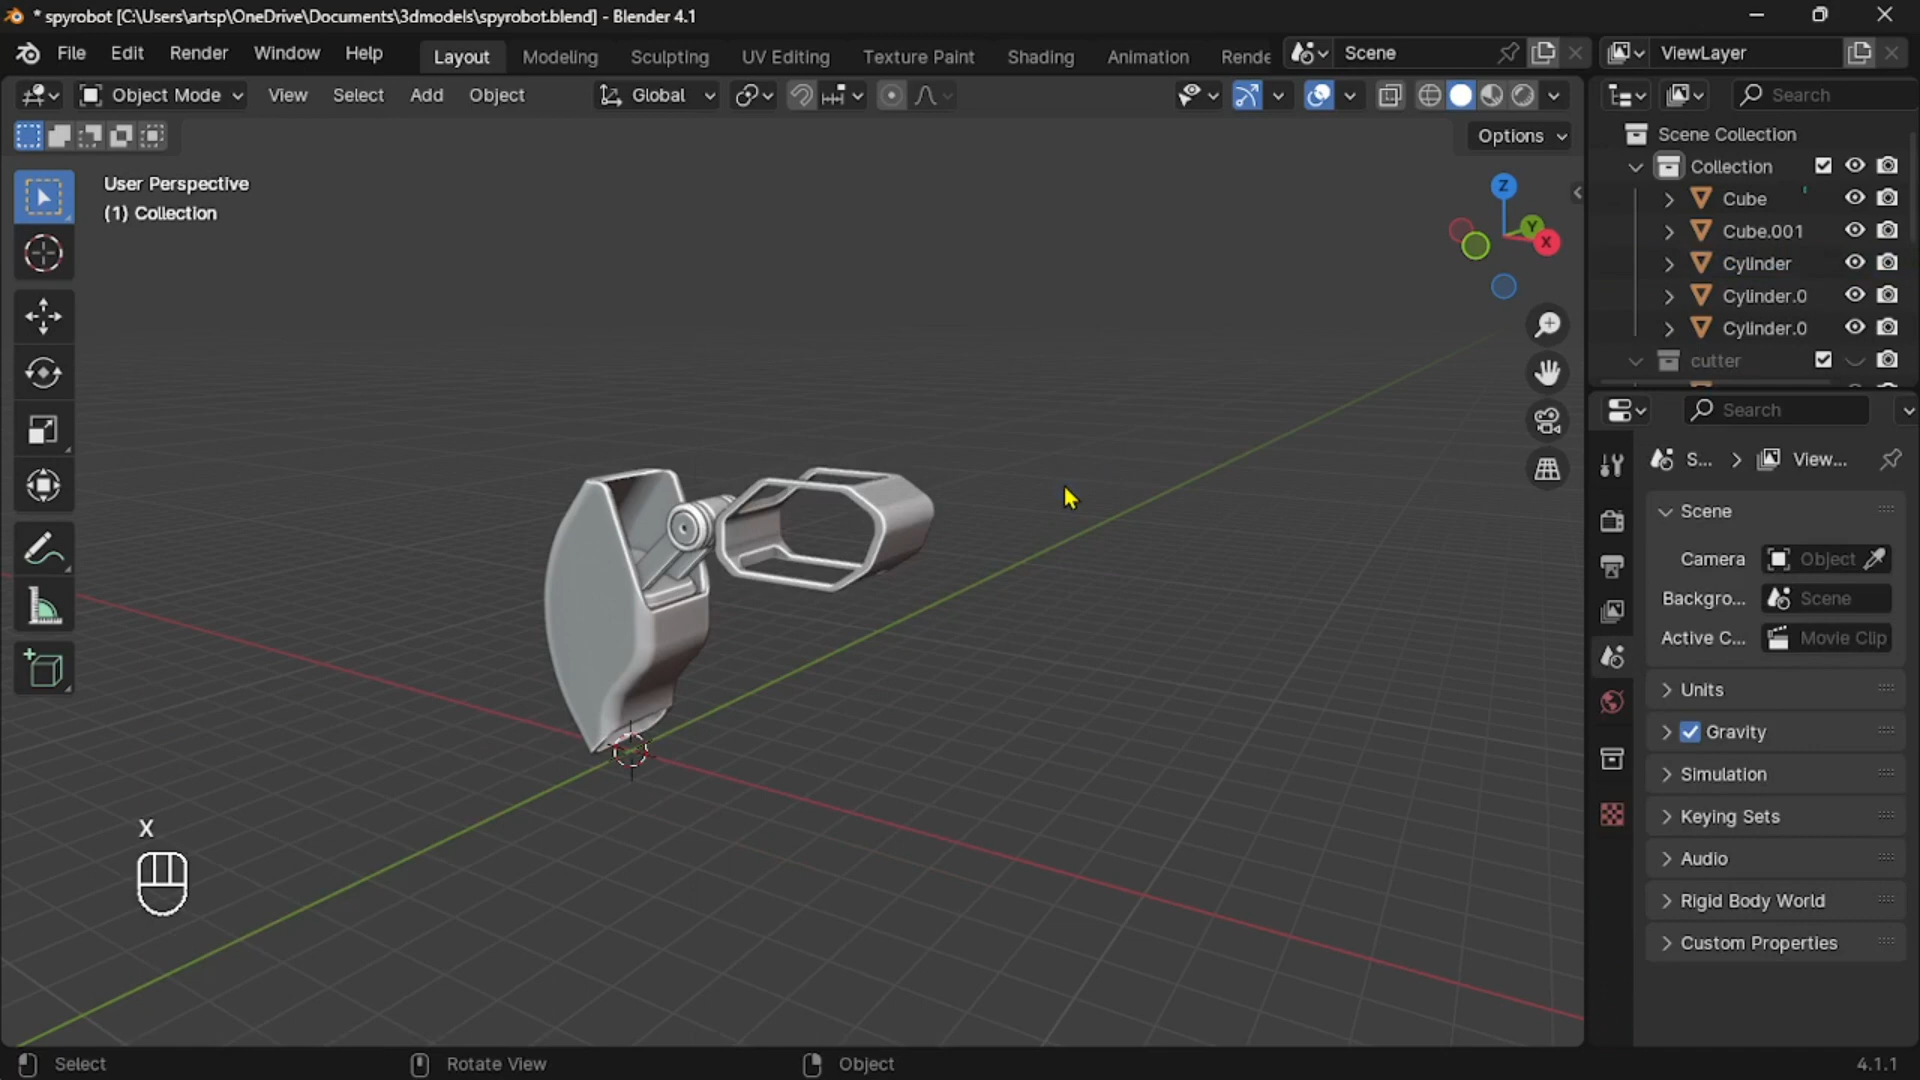 * spyrobot [C:\Users\artsp\OneDrive\Documents\3dmodels\spyrobot.blend] - Blender 4.1
File Edit Render Window Help Layout Modeling Sculpting UV Editing Texture Paint Shading Animation Rende Scene ViewLayer
Object Mode View Select Add Object Global Search
Options
User Perspective
(1) Collection
Z
Y
X
Scene Collection
Collection
Cube
Cube.001
Cylinder
Cylinder.0
Cylinder.0
cutter
Search
S... View...
Scene
Camera Object
Backgro... Scene
Active C... Movie Clip
Units
Gravity
Simulation
Keying Sets
Audio
Rigid Body World
Custom Properties
X
Select Rotate View Object 4.1.1